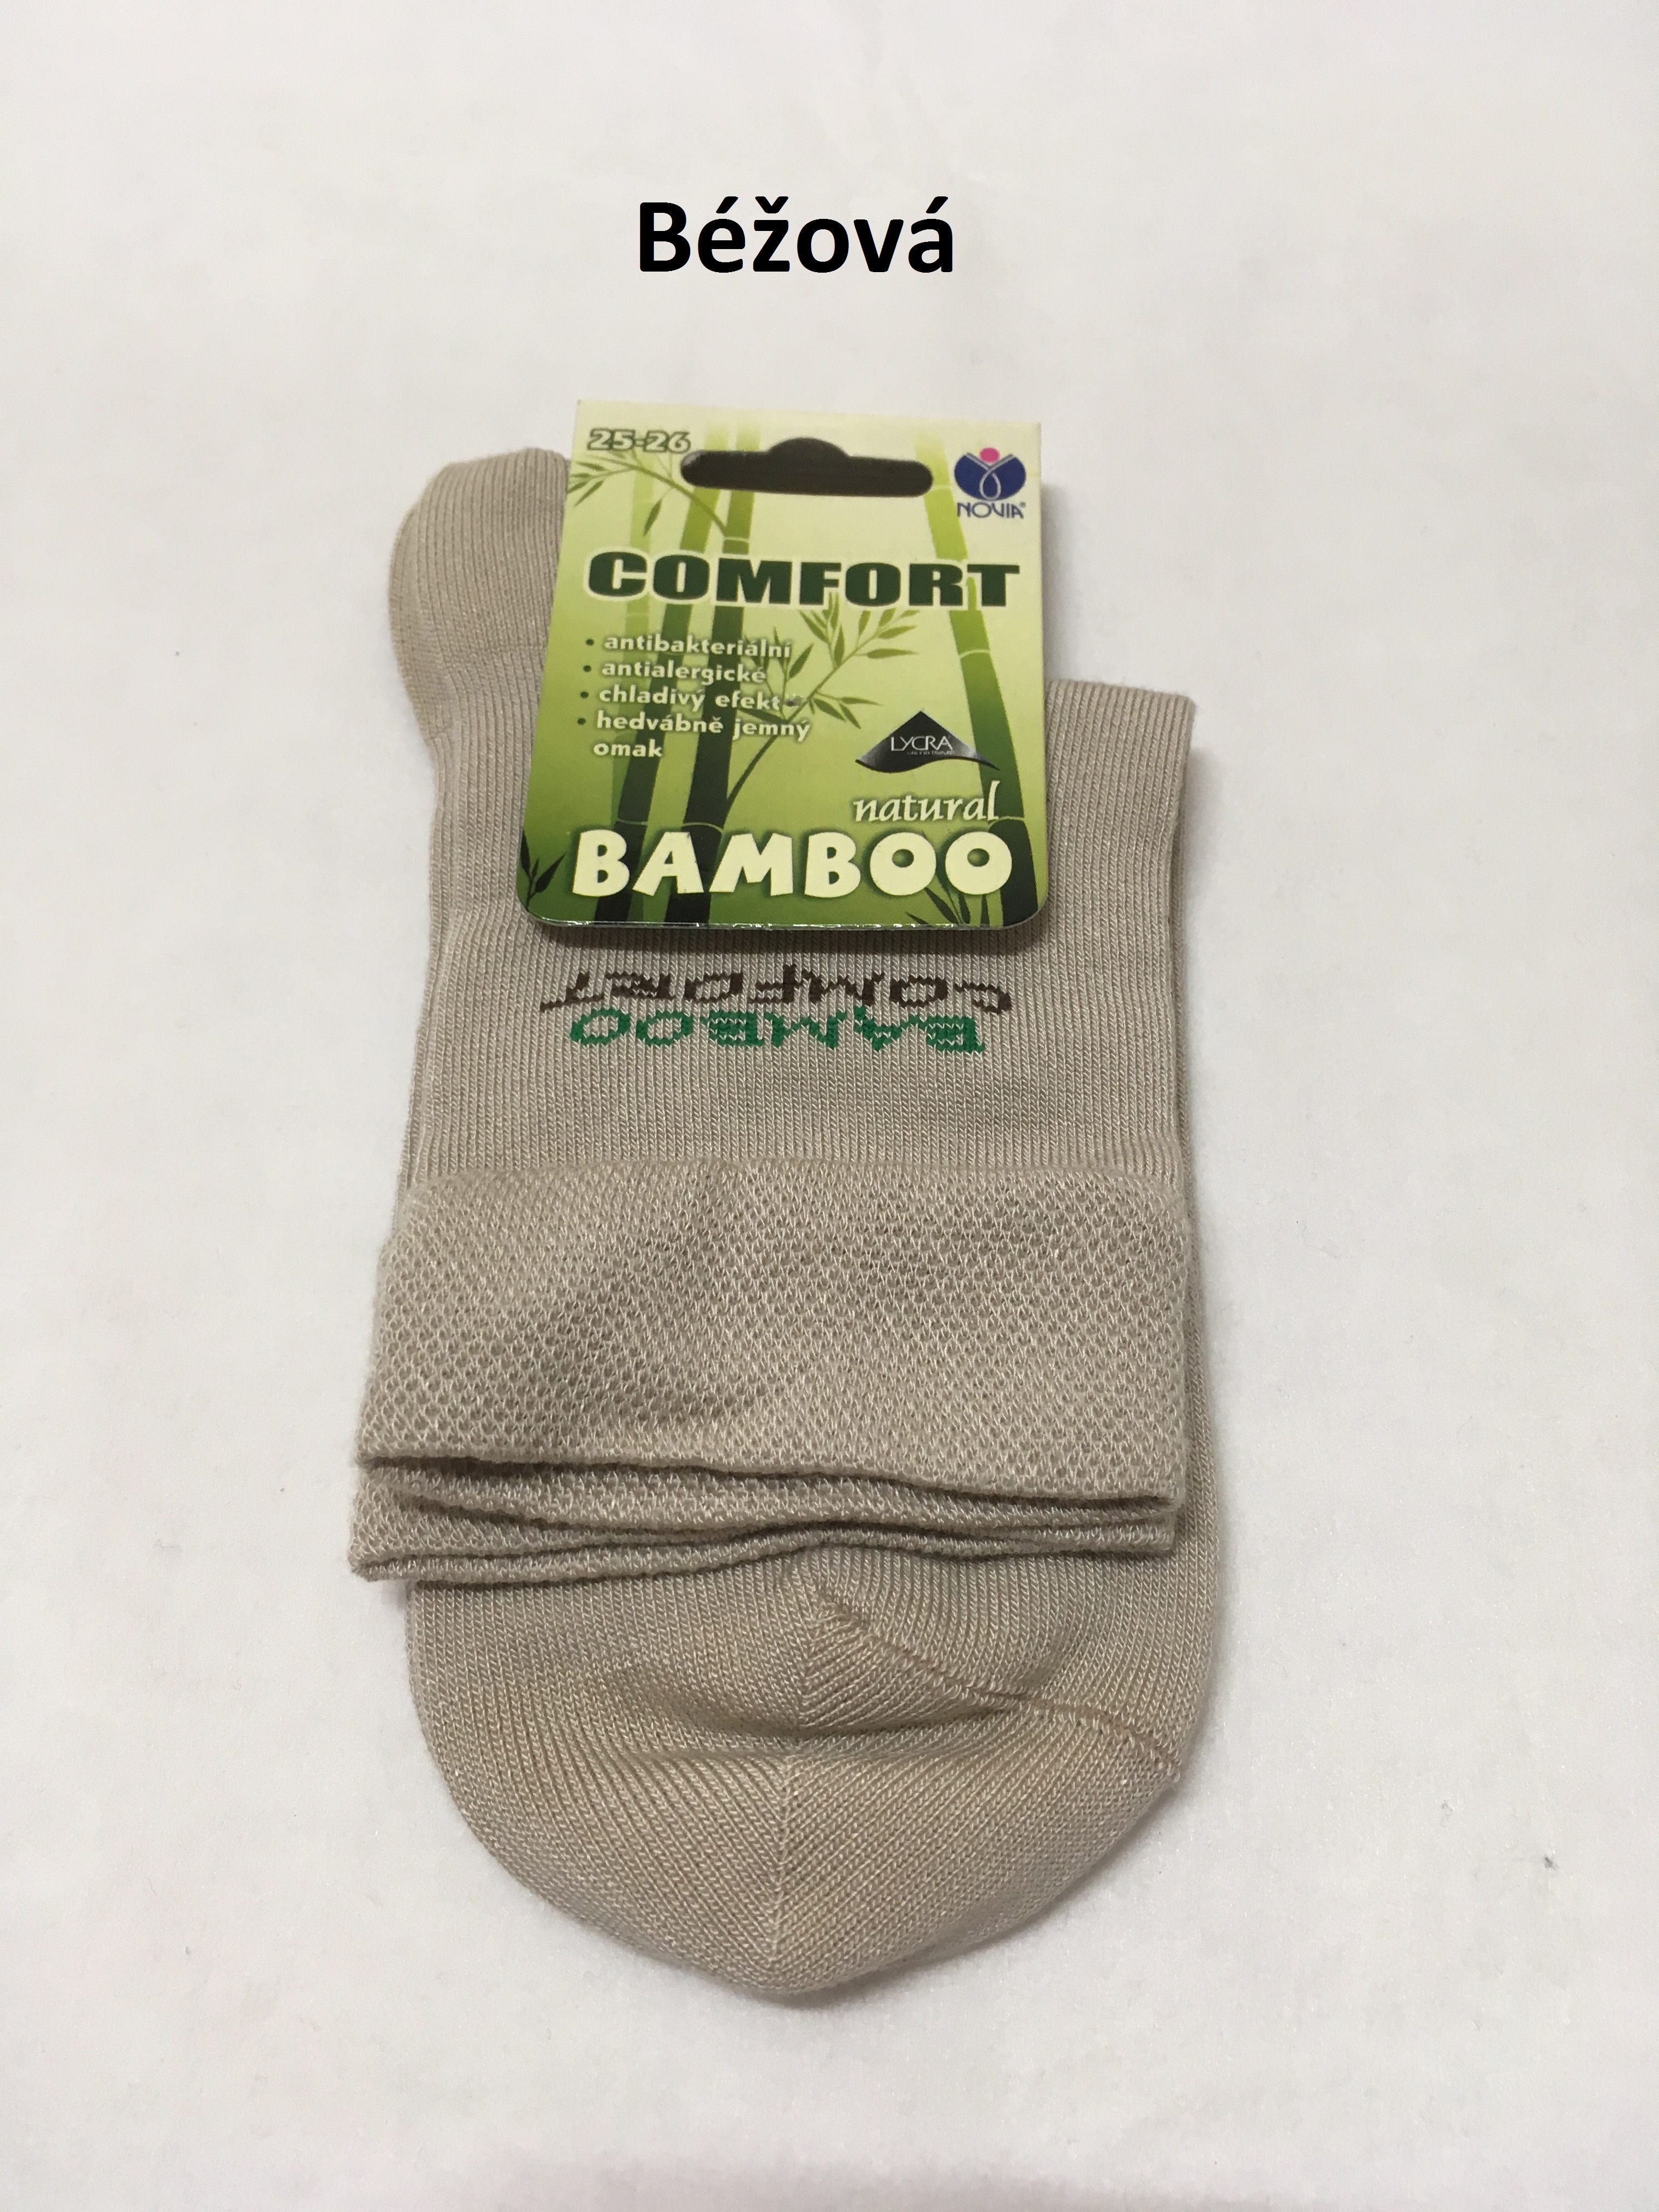 Béžová
25-26
NOVIA®
COMFORT
• antibakteriální
• antialergické
• chladivý efekt
• hedvábně jemný
omak
LYCRA
natural
BAMBOO
BAMBOO
COMFORT